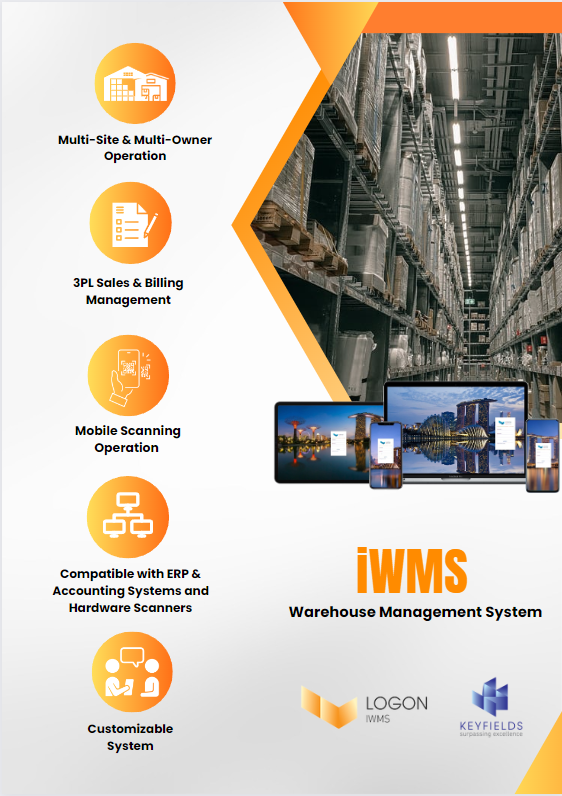 Multi-Site & Multi-Owner
Operation
3PL Sales & Billing
Management
Mobile Scanning
Operation
Compatible with ERP &
Accounting Systems and
Hardware Scanners
Customizable
System
iWMS
Warehouse Management System
LOGON
IWMS
KEYFIELDS
surpassing excellence